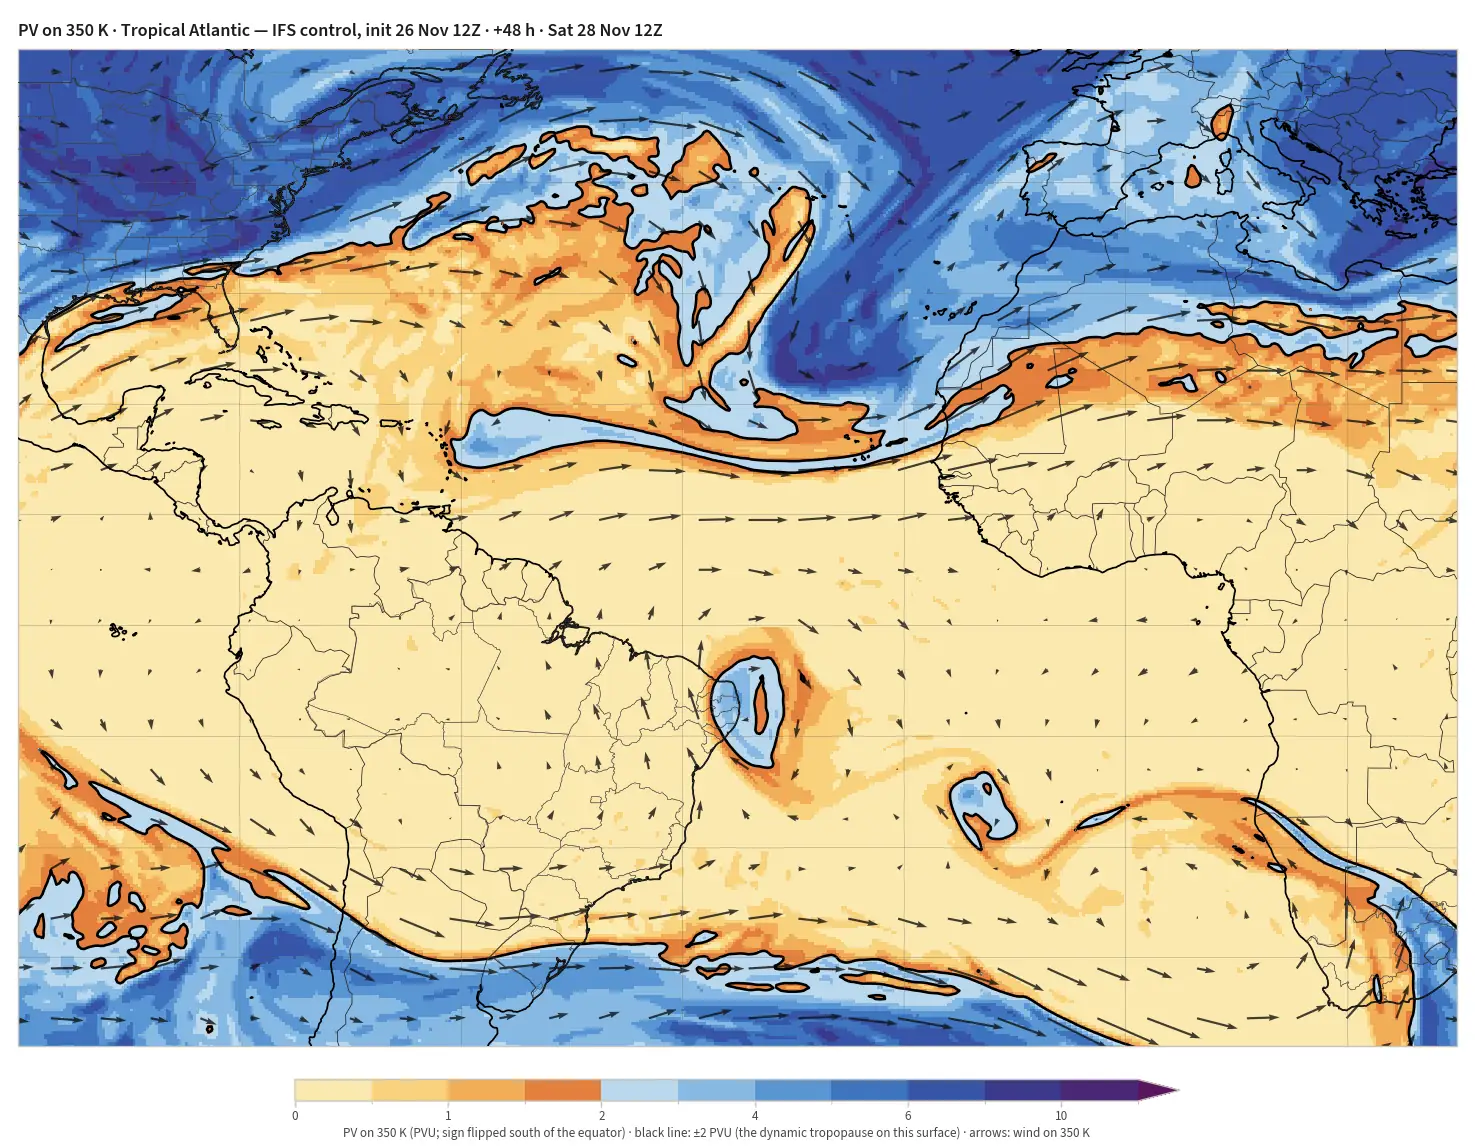 PV on 350 K · Tropical Atlantic — IFS control, init 26 Nov 12Z · +48 h · Sat 28 Nov 12Z
0 1 2 4 6 10
PV on 350 K (PVU; sign flipped south of the equator) · black line: ±2 PVU (the dynamic tropopause on this surface) · arrows: wind on 350 K